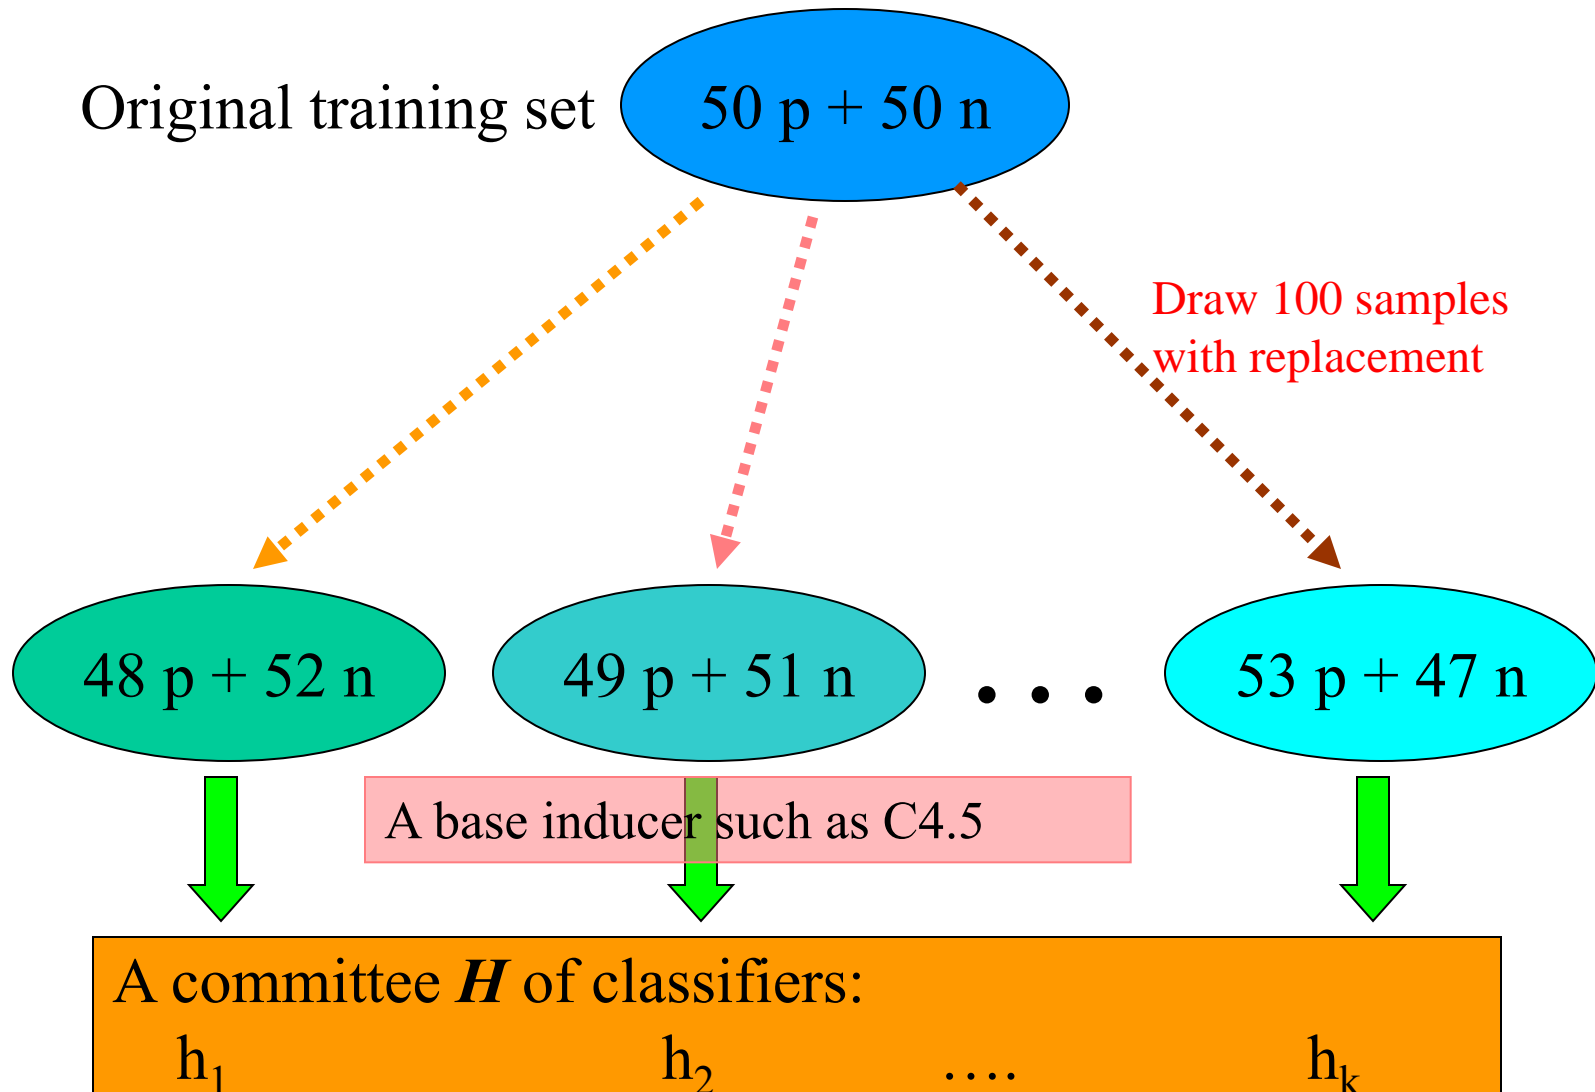 Original training set
50 p + 50 n
Draw 100 samples
with replacement
48 p + 52 n
49 p + 51 n
• • •
53 p + 47 n
A base inducer such as C4.5
A committee H of classifiers:
h₁ h₂ …. hₖ